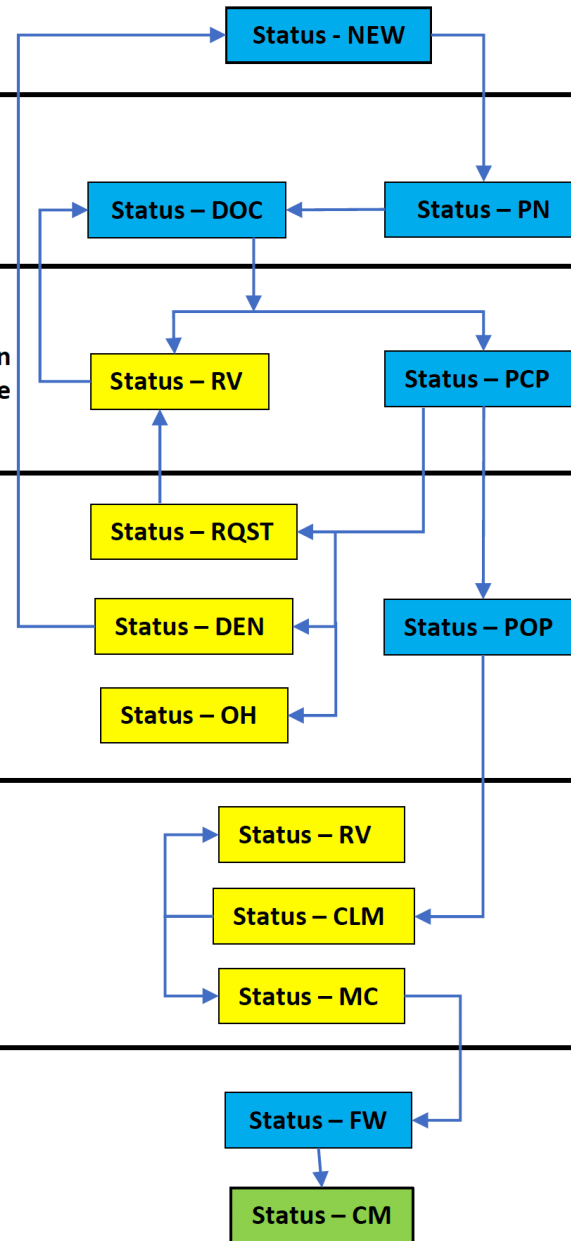 Status - NEW
Status – DOC
Status – PN
n
e
Status – RV
Status – PCP
Status – RQST
Status – DEN
Status – POP
Status – OH
Status – RV
Status – CLM
Status – MC
Status – FW
Status – CM